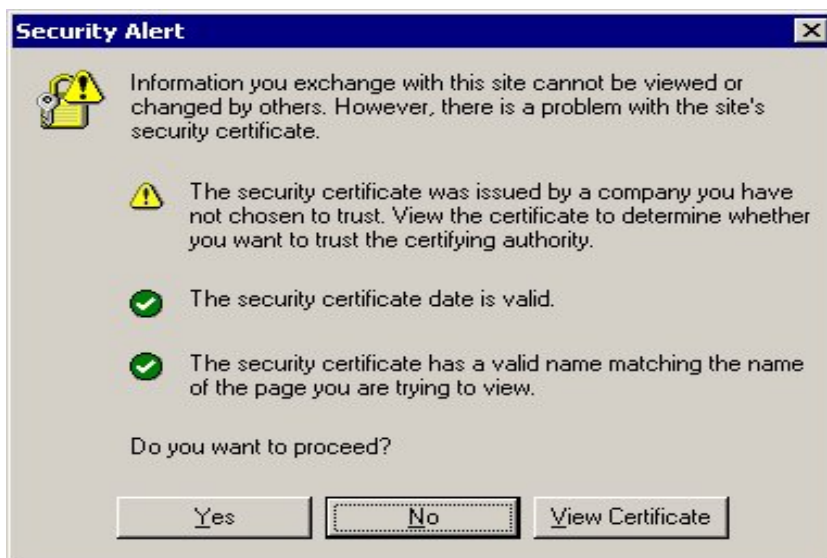 Security Alert
Information you exchange with this site cannot be viewed or
changed by others. However, there is a problem with the site's
security certificate.
The security certificate was issued by a company you have
not chosen to trust. View the certificate to determine whether
you want to trust the certifying authority.
The security certificate date is valid.
The security certificate has a valid name matching the name
of the page you are trying to view.
Do you want to proceed?
Yes No View Certificate